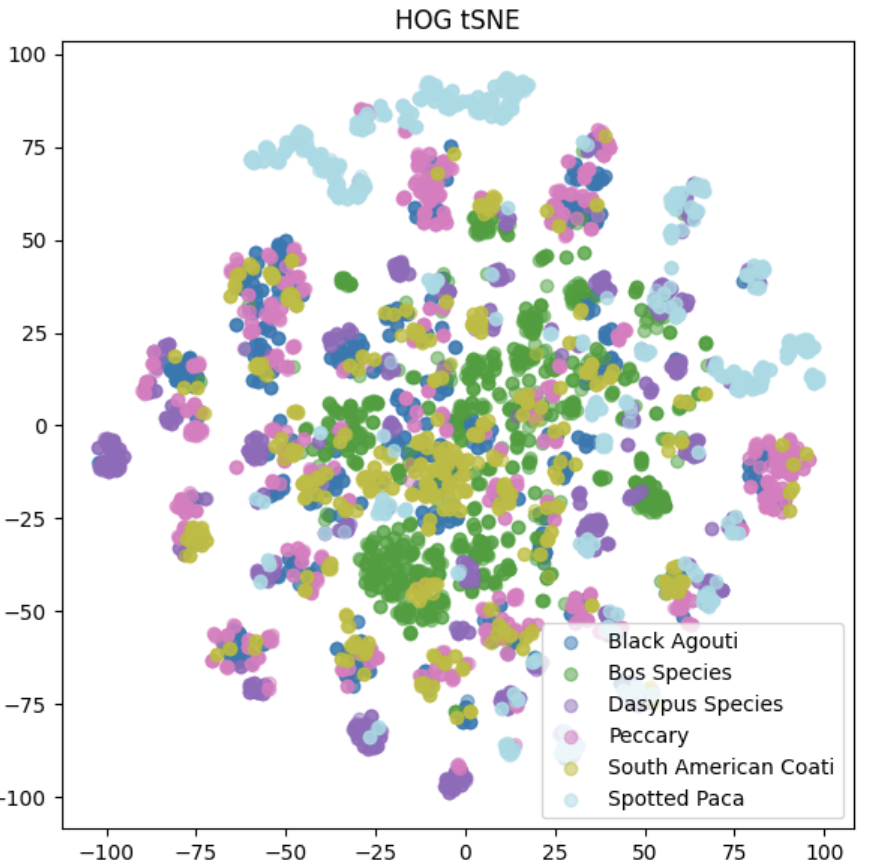 HOG tSNE
100
75
50
25
0
−25
−50
−75
−100
−100 −75 −50 −25 0 25 50 75 100
Black Agouti
Bos Species
Dasypus Species
Peccary
South American Coati
Spotted Paca